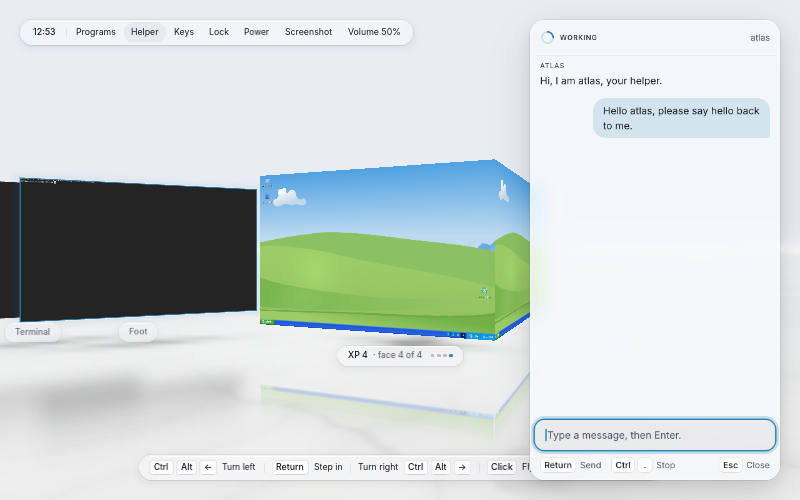 12:53 Programs Helper Keys Lock Power Screenshot Volume 50%
WORKING
atlas
ATLAS
Hi, I am atlas, your helper.
Hello atlas, please say hello back
to me.
Terminal
Foot
XP 4 · face 4 of 4
Type a message, then Enter.
Return Send Ctrl . Stop Esc Close
Ctrl Alt ← Turn left Return Step in Turn right Ctrl Alt → Click